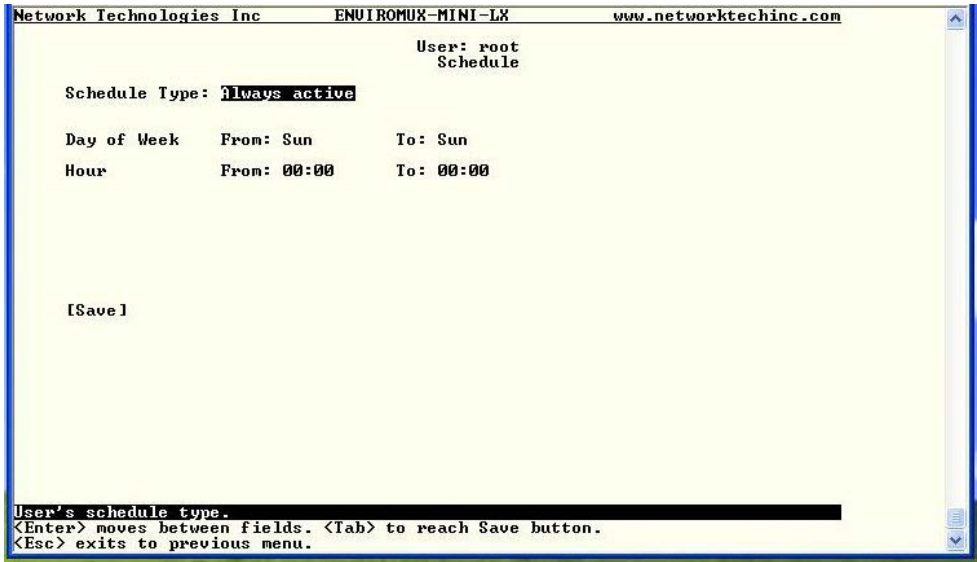 Network Technologies Inc ENVIROMUX-MINI-LX www.networktechinc.com
User: root
Schedule
Schedule Type: Always active
Day of Week From: Sun To: Sun
Hour From: 00:00 To: 00:00
[Save]
User's schedule type.
<Enter> moves between fields. <Tab> to reach Save button.
<Esc> exits to previous menu.